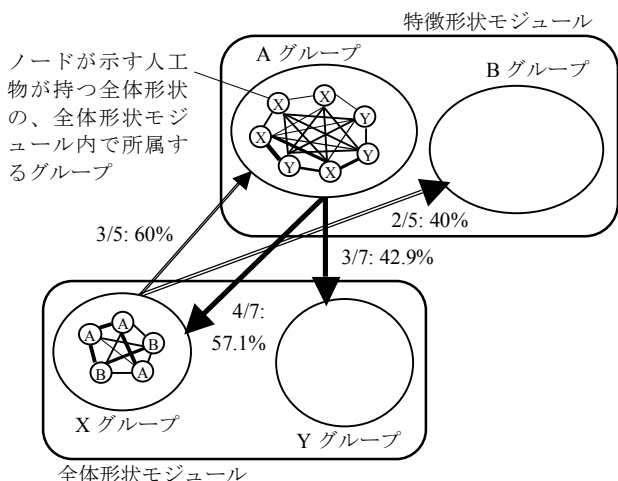 特徴形状モジュール
A グループ
B グループ
ノードが示す人工
物が持つ全体形状
の、全体形状モジ
ュール内で所属す
るグループ
X
X
Y
X
Y
Y
X
3/5: 60%
2/5: 40%
3/7: 42.9%
4/7:
57.1%
A
A
B
B
A
X グループ
Y グループ
全体形状モジュール